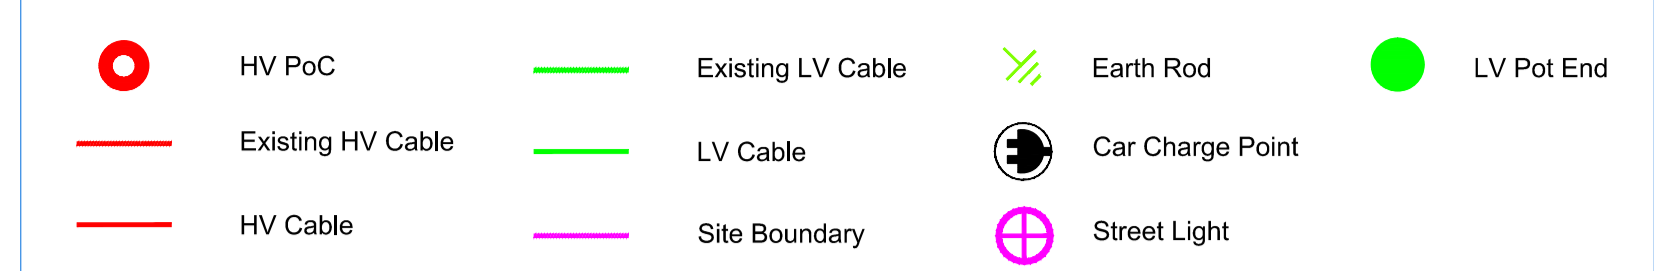 HV PoC
Existing HV Cable
HV Cable
Existing LV Cable
LV Cable
Site Boundary
Earth Rod
Car Charge Point
Street Light
LV Pot End